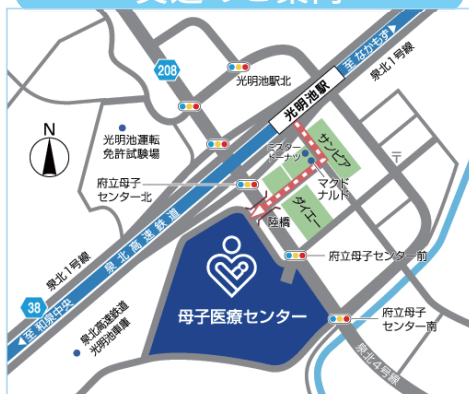 交通のご案内
至なかもず
泉北1号線
208
光明池駅北
光明池駅
N
光明池運転
免許試験場
ミスター
ドーナツ
サンピア
マクド
ナルド
府立母子
センター北
ダイエー
陸橋
泉北高速鉄道
泉北1号線
府立母子センター前
38
至和泉中央
母子医療センター
泉北高速鉄道
光明池車庫
府立母子
センター南
泉北4号線